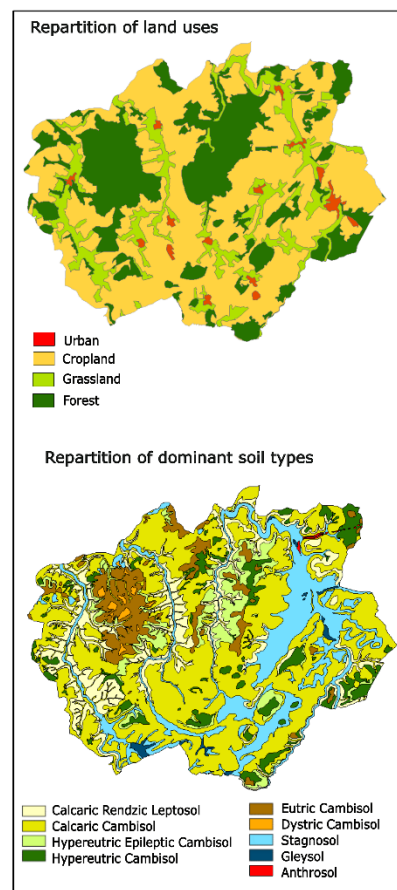 Repartition of land uses
Urban
Cropland
Grassland
Forest
Repartition of dominant soil types
Calcaric Rendzic Leptosol
Calcaric Cambisol
Hypereutric Epileptic Cambisol
Hypereutric Cambisol
Eutric Cambisol
Dystric Cambisol
Stagnosol
Gleysol
Anthrosol